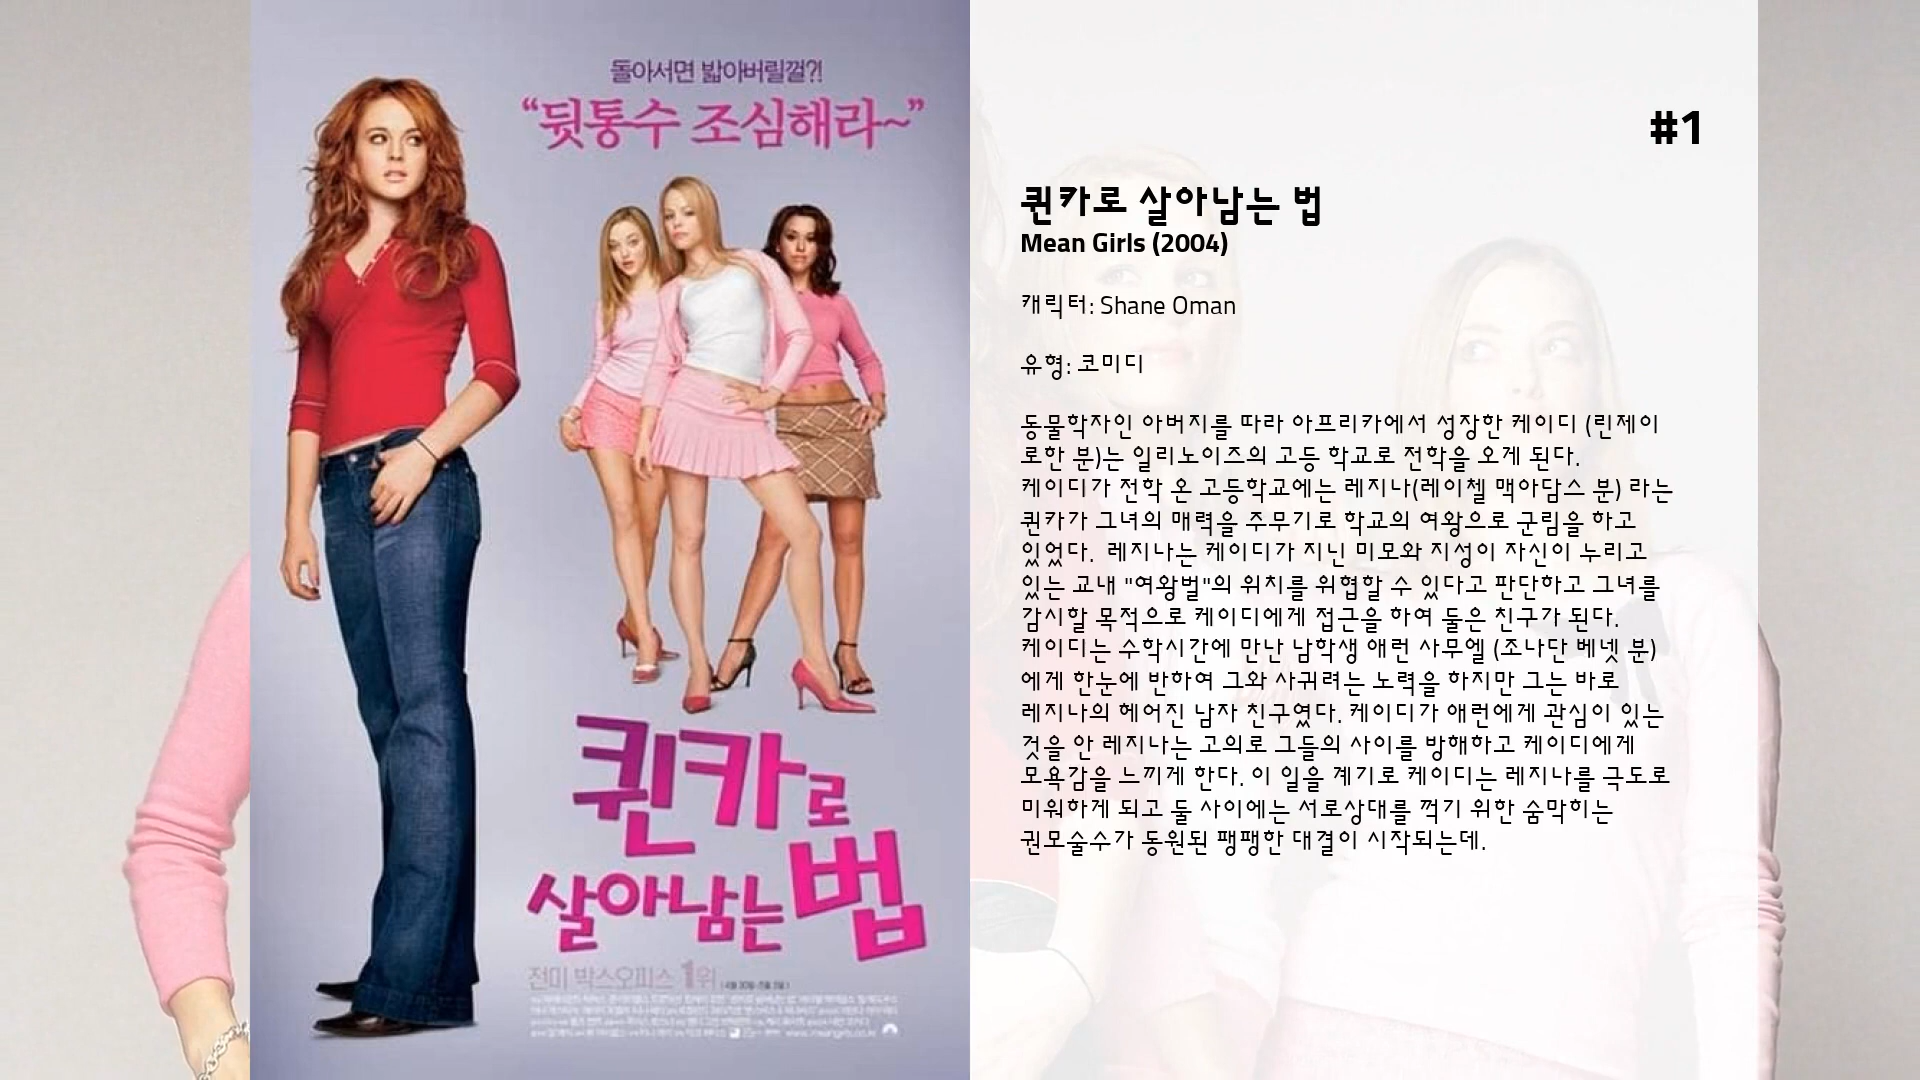 돌아서면 밟아버릴껄?!
“뒷통수 조심해라~”
퀸카로
살아남는 법
전미 박스오피스 1위
#1
퀸카로 살아남는 법
Mean Girls (2004)
캐릭터: Shane Oman
유형: 코미디
동물학자인 아버지를 따라 아프리카에서 성장한 케이디 (린제이
로한 분)는 일리노이즈의 고등 학교로 전학을 오게 된다.
케이디가 전학 온 고등학교에는 레지나(레이첼 맥아담스 분) 라는
퀸카가 그녀의 매력을 주무기로 학교의 여왕으로 군림을 하고
있었다.  레지나는 케이디가 지닌 미모와 지성이 자신이 누리고
있는 교내 "여왕벌"의 위치를 위협할 수 있다고 판단하고 그녀를
감시할 목적으로 케이디에게 접근을 하여 둘은 친구가 된다.
케이디는 수학시간에 만난 남학생 애런 사무엘 (조나단 베넷 분)
에게 한눈에 반하여 그와 사귀려는 노력을 하지만 그는 바로
레지나의 헤어진 남자 친구였다. 케이디가 애런에게 관심이 있는
것을 안 레지나는 고의로 그들의 사이를 방해하고 케이디에게
모욕감을 느끼게 한다. 이 일을 계기로 케이디는 레지나를 극도로
미워하게 되고 둘 사이에는 서로상대를 꺽기 위한 숨막히는
권모술수가 동원된 팽팽한 대결이 시작되는데.